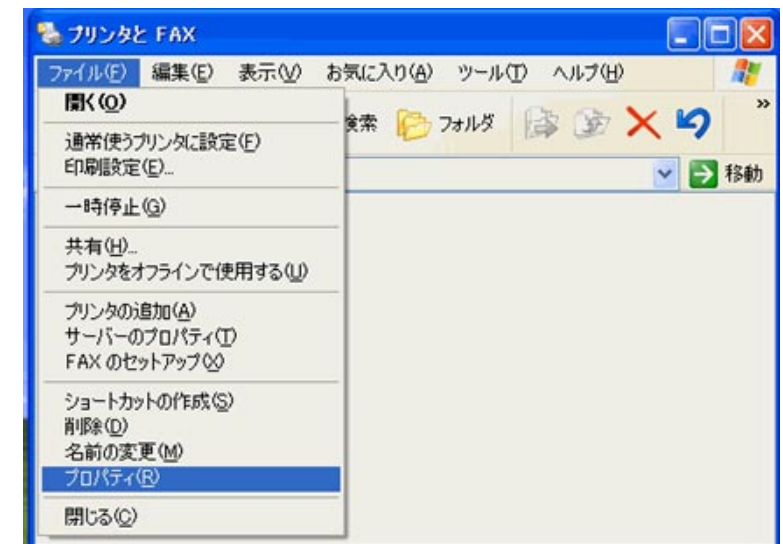 プリンタと FAX
ファイル(F) 編集(E) 表示(V) お気に入り(A) ツール(T) ヘルプ(H)
開く(O)
検索 フォルダ »
通常使うプリンタに設定(F)
印刷設定(E)...
移動
一時停止(G)
共有(H)...
プリンタをオフラインで使用する(U)
プリンタの追加(A)
サーバーのプロパティ(T)
FAX のセットアップ(X)
ショートカットの作成(S)
削除(D)
名前の変更(M)
プロパティ(R)
閉じる(C)